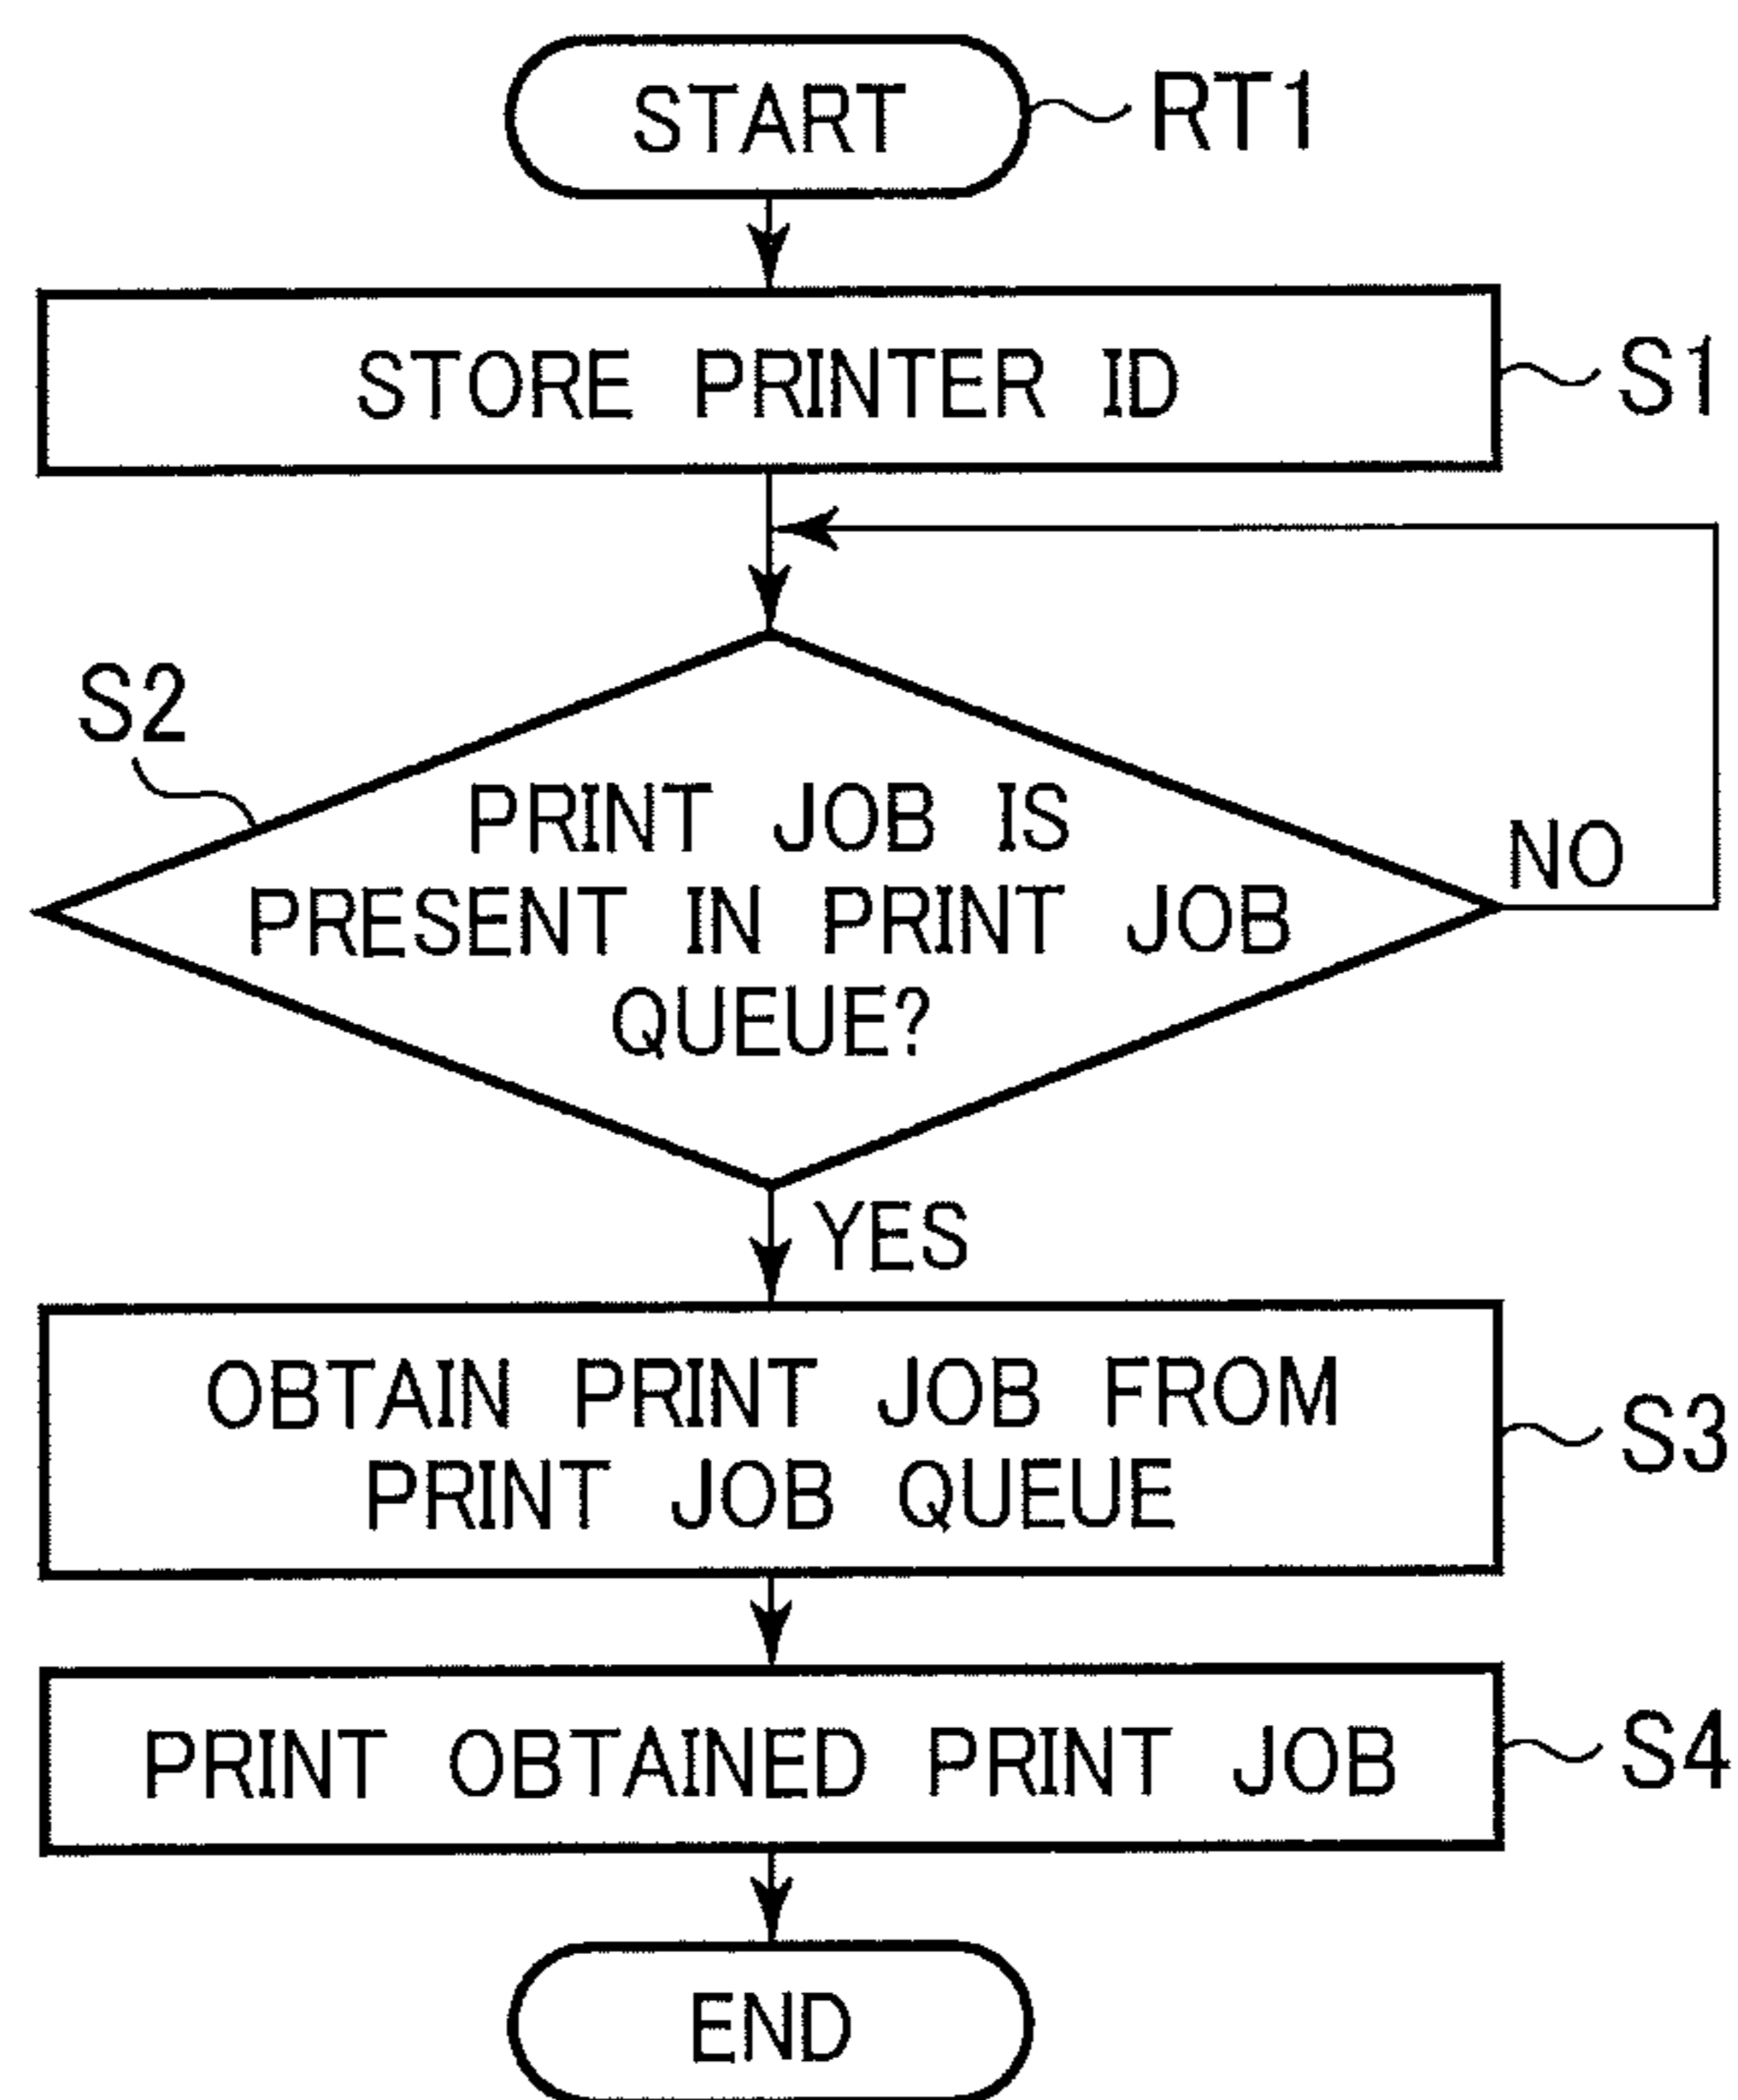 START
RT1
STORE PRINTER ID
S1
S2
PRINT JOB IS
PRESENT IN PRINT JOB
QUEUE?
NO
YES
OBTAIN PRINT JOB FROM
PRINT JOB QUEUE
S3
PRINT OBTAINED PRINT JOB
S4
END